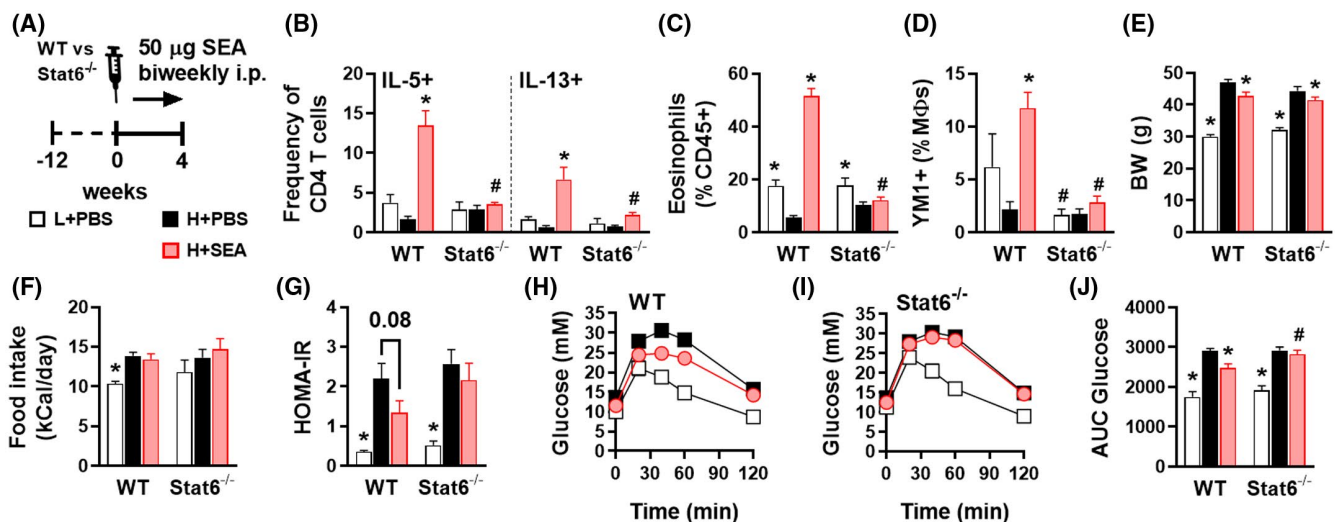 (A)
WT vs
Stat6-/-
50 µg SEA
biweekly i.p.
-12 0 4
weeks
L+PBS
H+PBS
H+SEA
(B)
Frequency of
CD4 T cells
20
15
10
5
0
IL-5+
IL-13+
*
#
*
#
WT Stat6-/- WT Stat6-/-
(C)
Eosinophils
(% CD45+)
60
40
20
0
*
*
*
#
WT Stat6-/-
(D)
YM1+ (% MΦs)
15
10
5
0
*
#
#
WT Stat6-/-
(E)
BW (g)
50
40
30
20
10
0
*
*
*
*
WT Stat6-/-
(F)
Food intake
(kCal/day)
20
15
10
5
0
*
WT Stat6-/-
(G)
HOMA-IR
4
3
2
1
0
0.08
*
*
WT Stat6-/-
(H)
WT
Glucose (mM)
35
30
25
20
15
10
5
0 30 60 90 120
Time (min)
(I)
Stat6-/-
Glucose (mM)
35
30
25
20
15
10
5
0 30 60 90 120
Time (min)
(J)
AUC Glucose
4000
3000
2000
1000
0
*
*
*
#
WT Stat6-/-